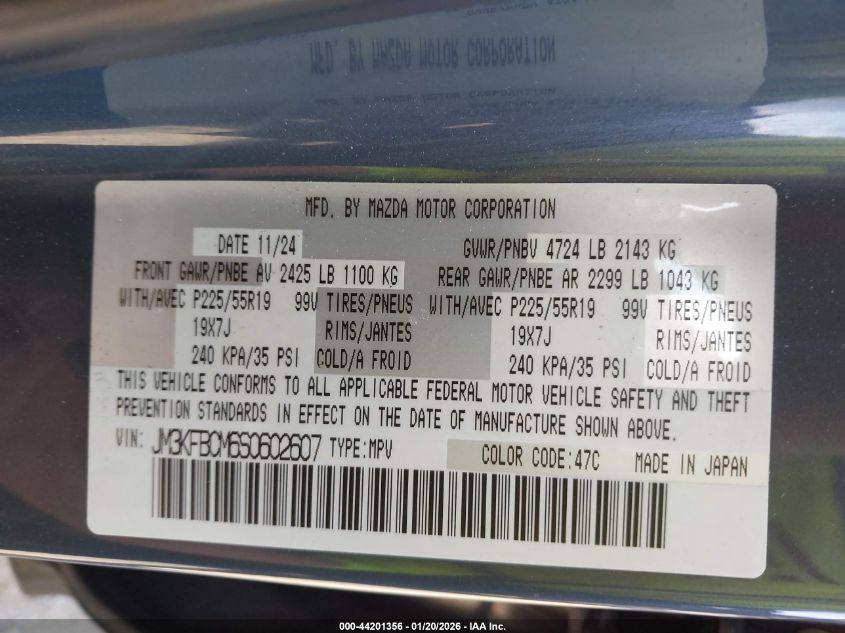 MFD. BY MAZDA MOTOR CORPORATION
DATE 11/24 GVWR/PNBV 4724 LB 2143 KG
FRONT GAWR/PNBE AV 2425 LB 1100 KG REAR GAWR/PNBE AR 2299 LB 1043 KG
WITH/AVEC P225/55R19 99V TIRES/PNEUS WITH/AVEC P225/55R19 99V TIRES/PNEUS
19X7J RIMS/JANTES 19X7J RIMS/JANTES
240 KPA/35 PSI COLD/A FROID 240 KPA/35 PSI COLD/A FROID
THIS VEHICLE CONFORMS TO ALL APPLICABLE FEDERAL MOTOR VEHICLE SAFETY AND THEFT
PREVENTION STANDARDS IN EFFECT ON THE DATE OF MANUFACTURE SHOWN ABOVE.
VIN: JM3KFBCM6S0602607 TYPE:MPV COLOR CODE:47C MADE IN JAPAN
000-44201356 - 01/20/2026 - IAA Inc.